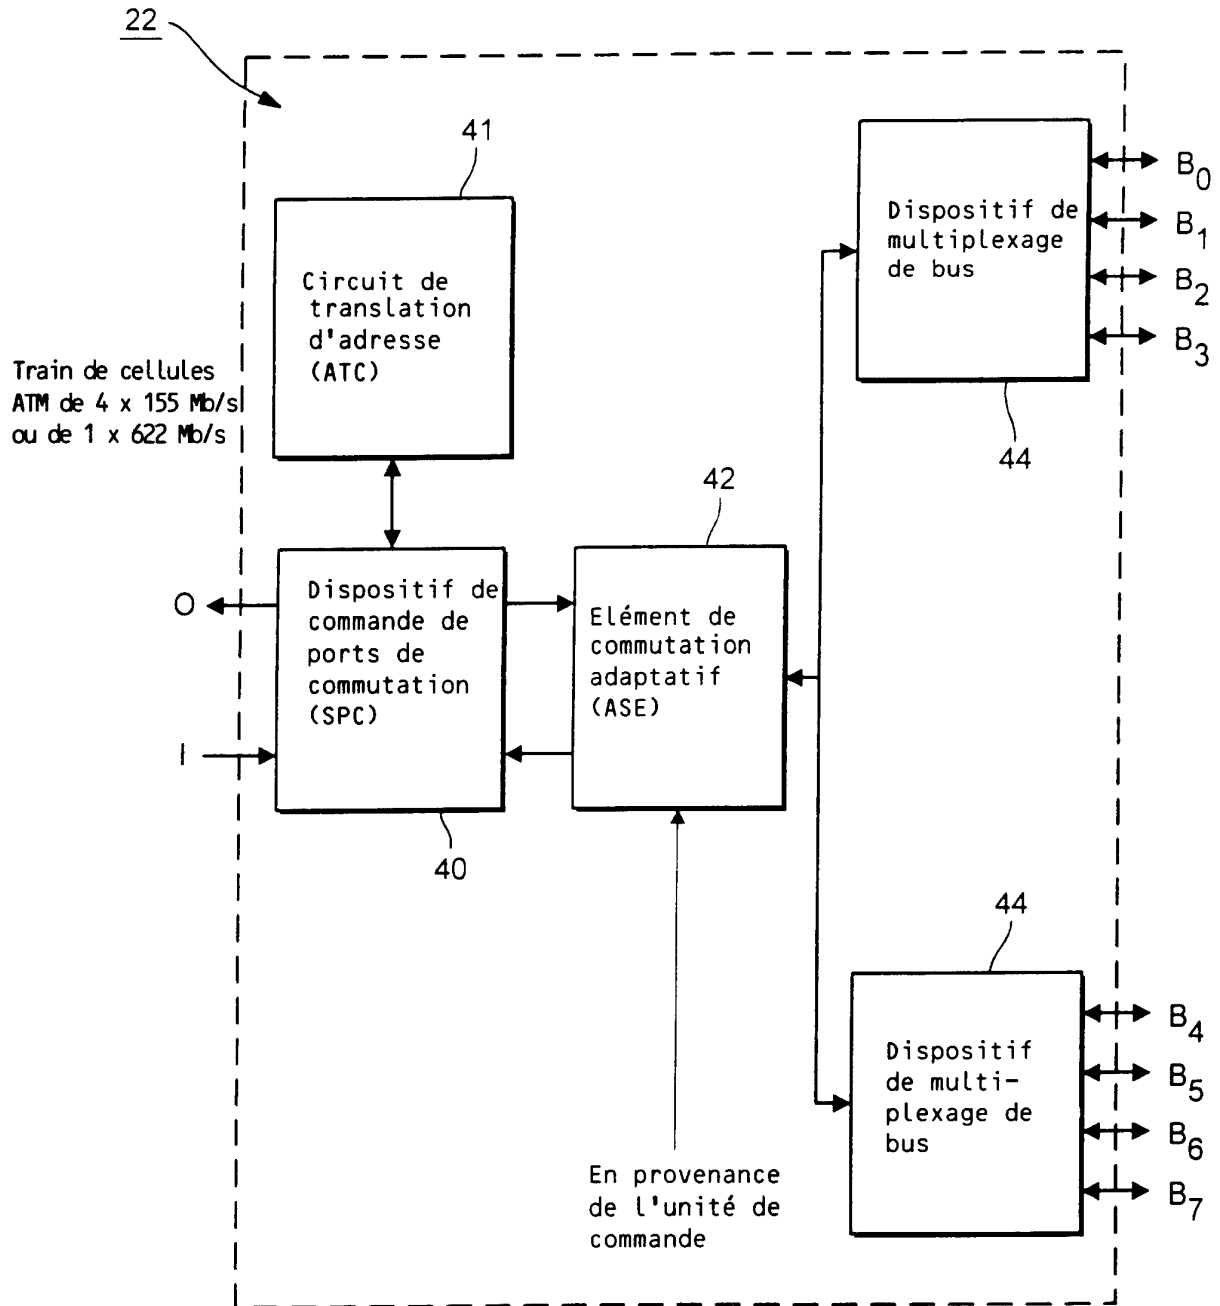 22
41
Circuit de
translation
d'adresse
(ATC)
Train de cellules
ATM de 4 x 155 Mb/s
ou de 1 x 622 Mb/s
Dispositif de
multiplexage
de bus
B0
B1
B2
B3
44
42
O
I
Dispositif de
commande de
ports de
commutation
(SPC)
40
Elément de
commutation
adaptatif
(ASE)
44
Dispositif
de multi-
plexage de
bus
B4
B5
B6
B7
En provenance
de l'unité de
commande